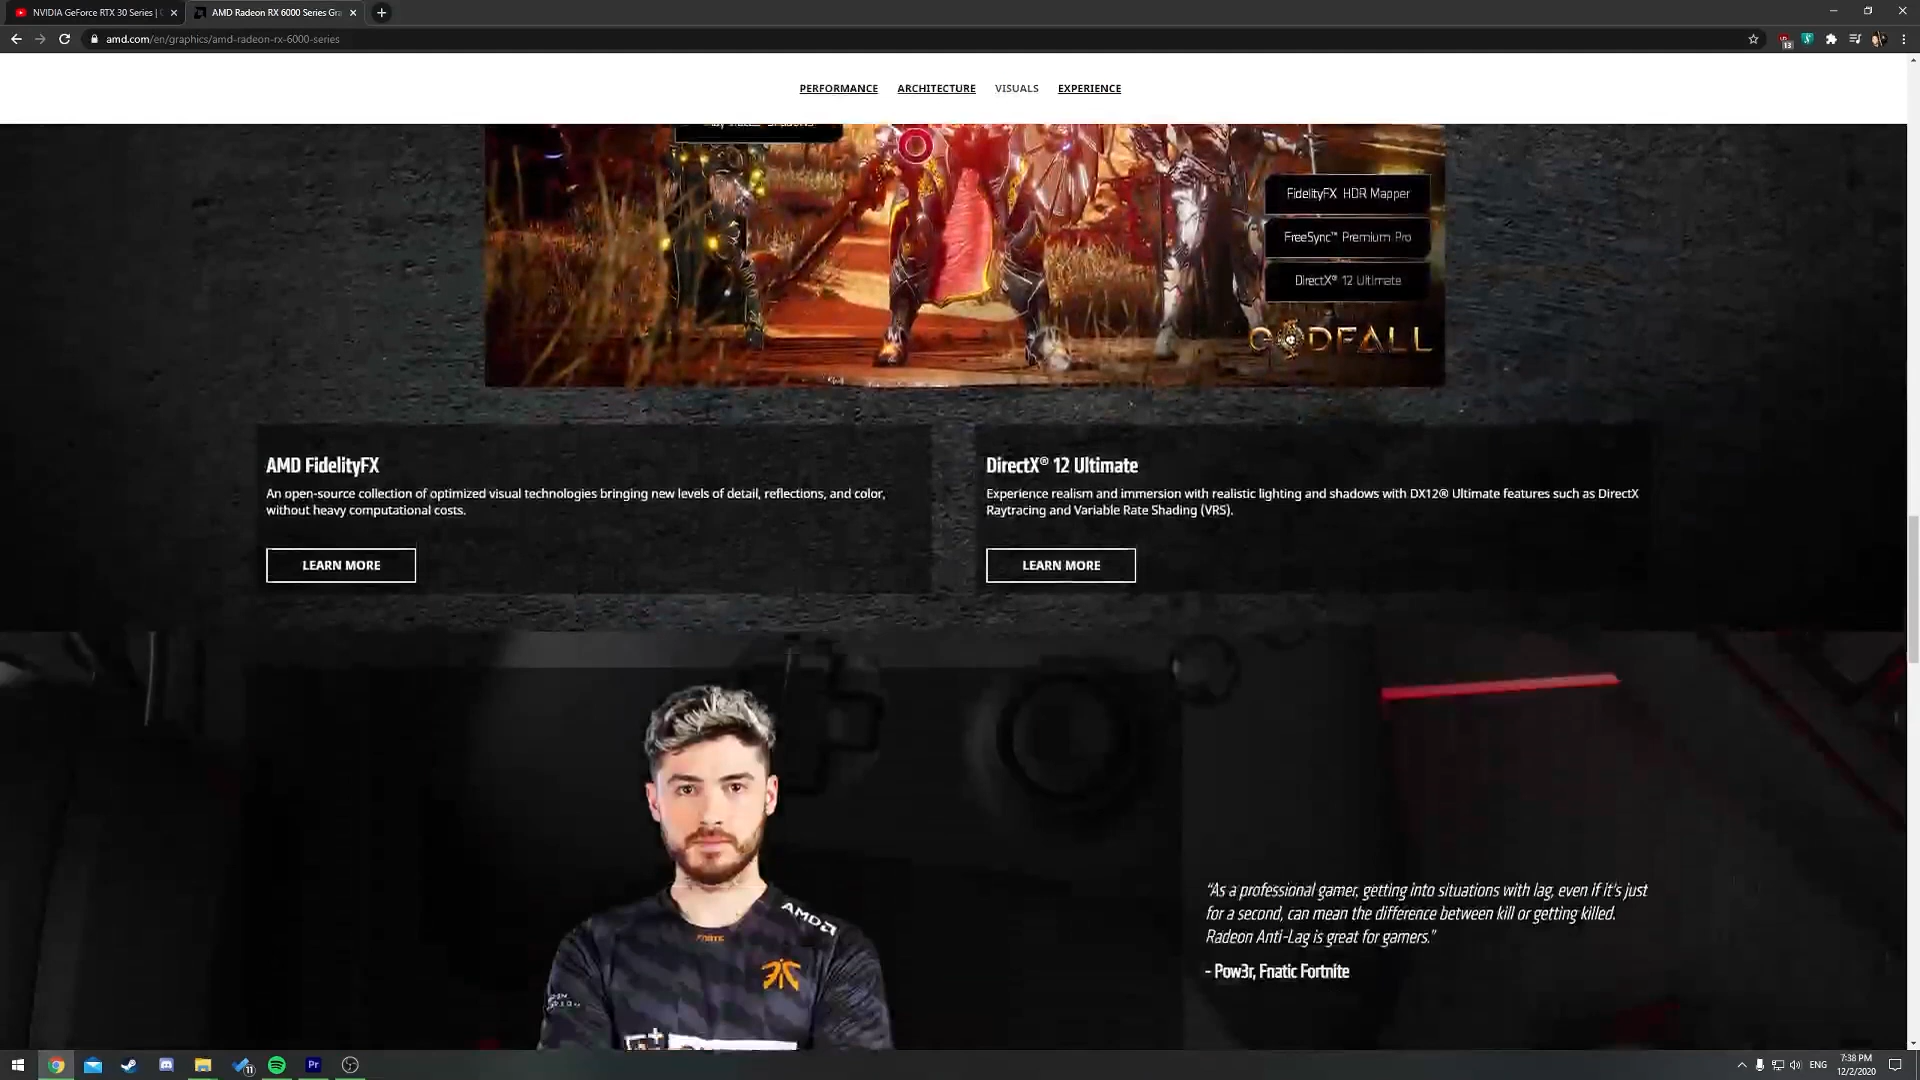 NVIDIA GeForce RTX 30 Series |
AMD Radeon RX 6000 Series Gra
amd.com/en/graphics/amd-radeon-rx-6000-series
13
PERFORMANCE ARCHITECTURE VISUALS EXPERIENCE
FidelityFX HDR Mapper
FreeSync™ Premium Pro
DirectX® 12 Ultimate
GODFALL
AMD FidelityFX
An open-source collection of optimized visual technologies bringing new levels of detail, reflections, and color,
without heavy computational costs.
LEARN MORE
DirectX® 12 Ultimate
Experience realism and immersion with realistic lighting and shadows with DX12® Ultimate features such as DirectX
Raytracing and Variable Rate Shading (VRS).
LEARN MORE
AMD
FNATIC
“As a professional gamer, getting into situations with lag, even if it's just
for a second, can mean the difference between kill or getting killed.
Radeon Anti-Lag is great for gamers.”
- Pow3r, Fnatic Fortnite
11
Pr
ENG
7:38 PM
12/2/2020